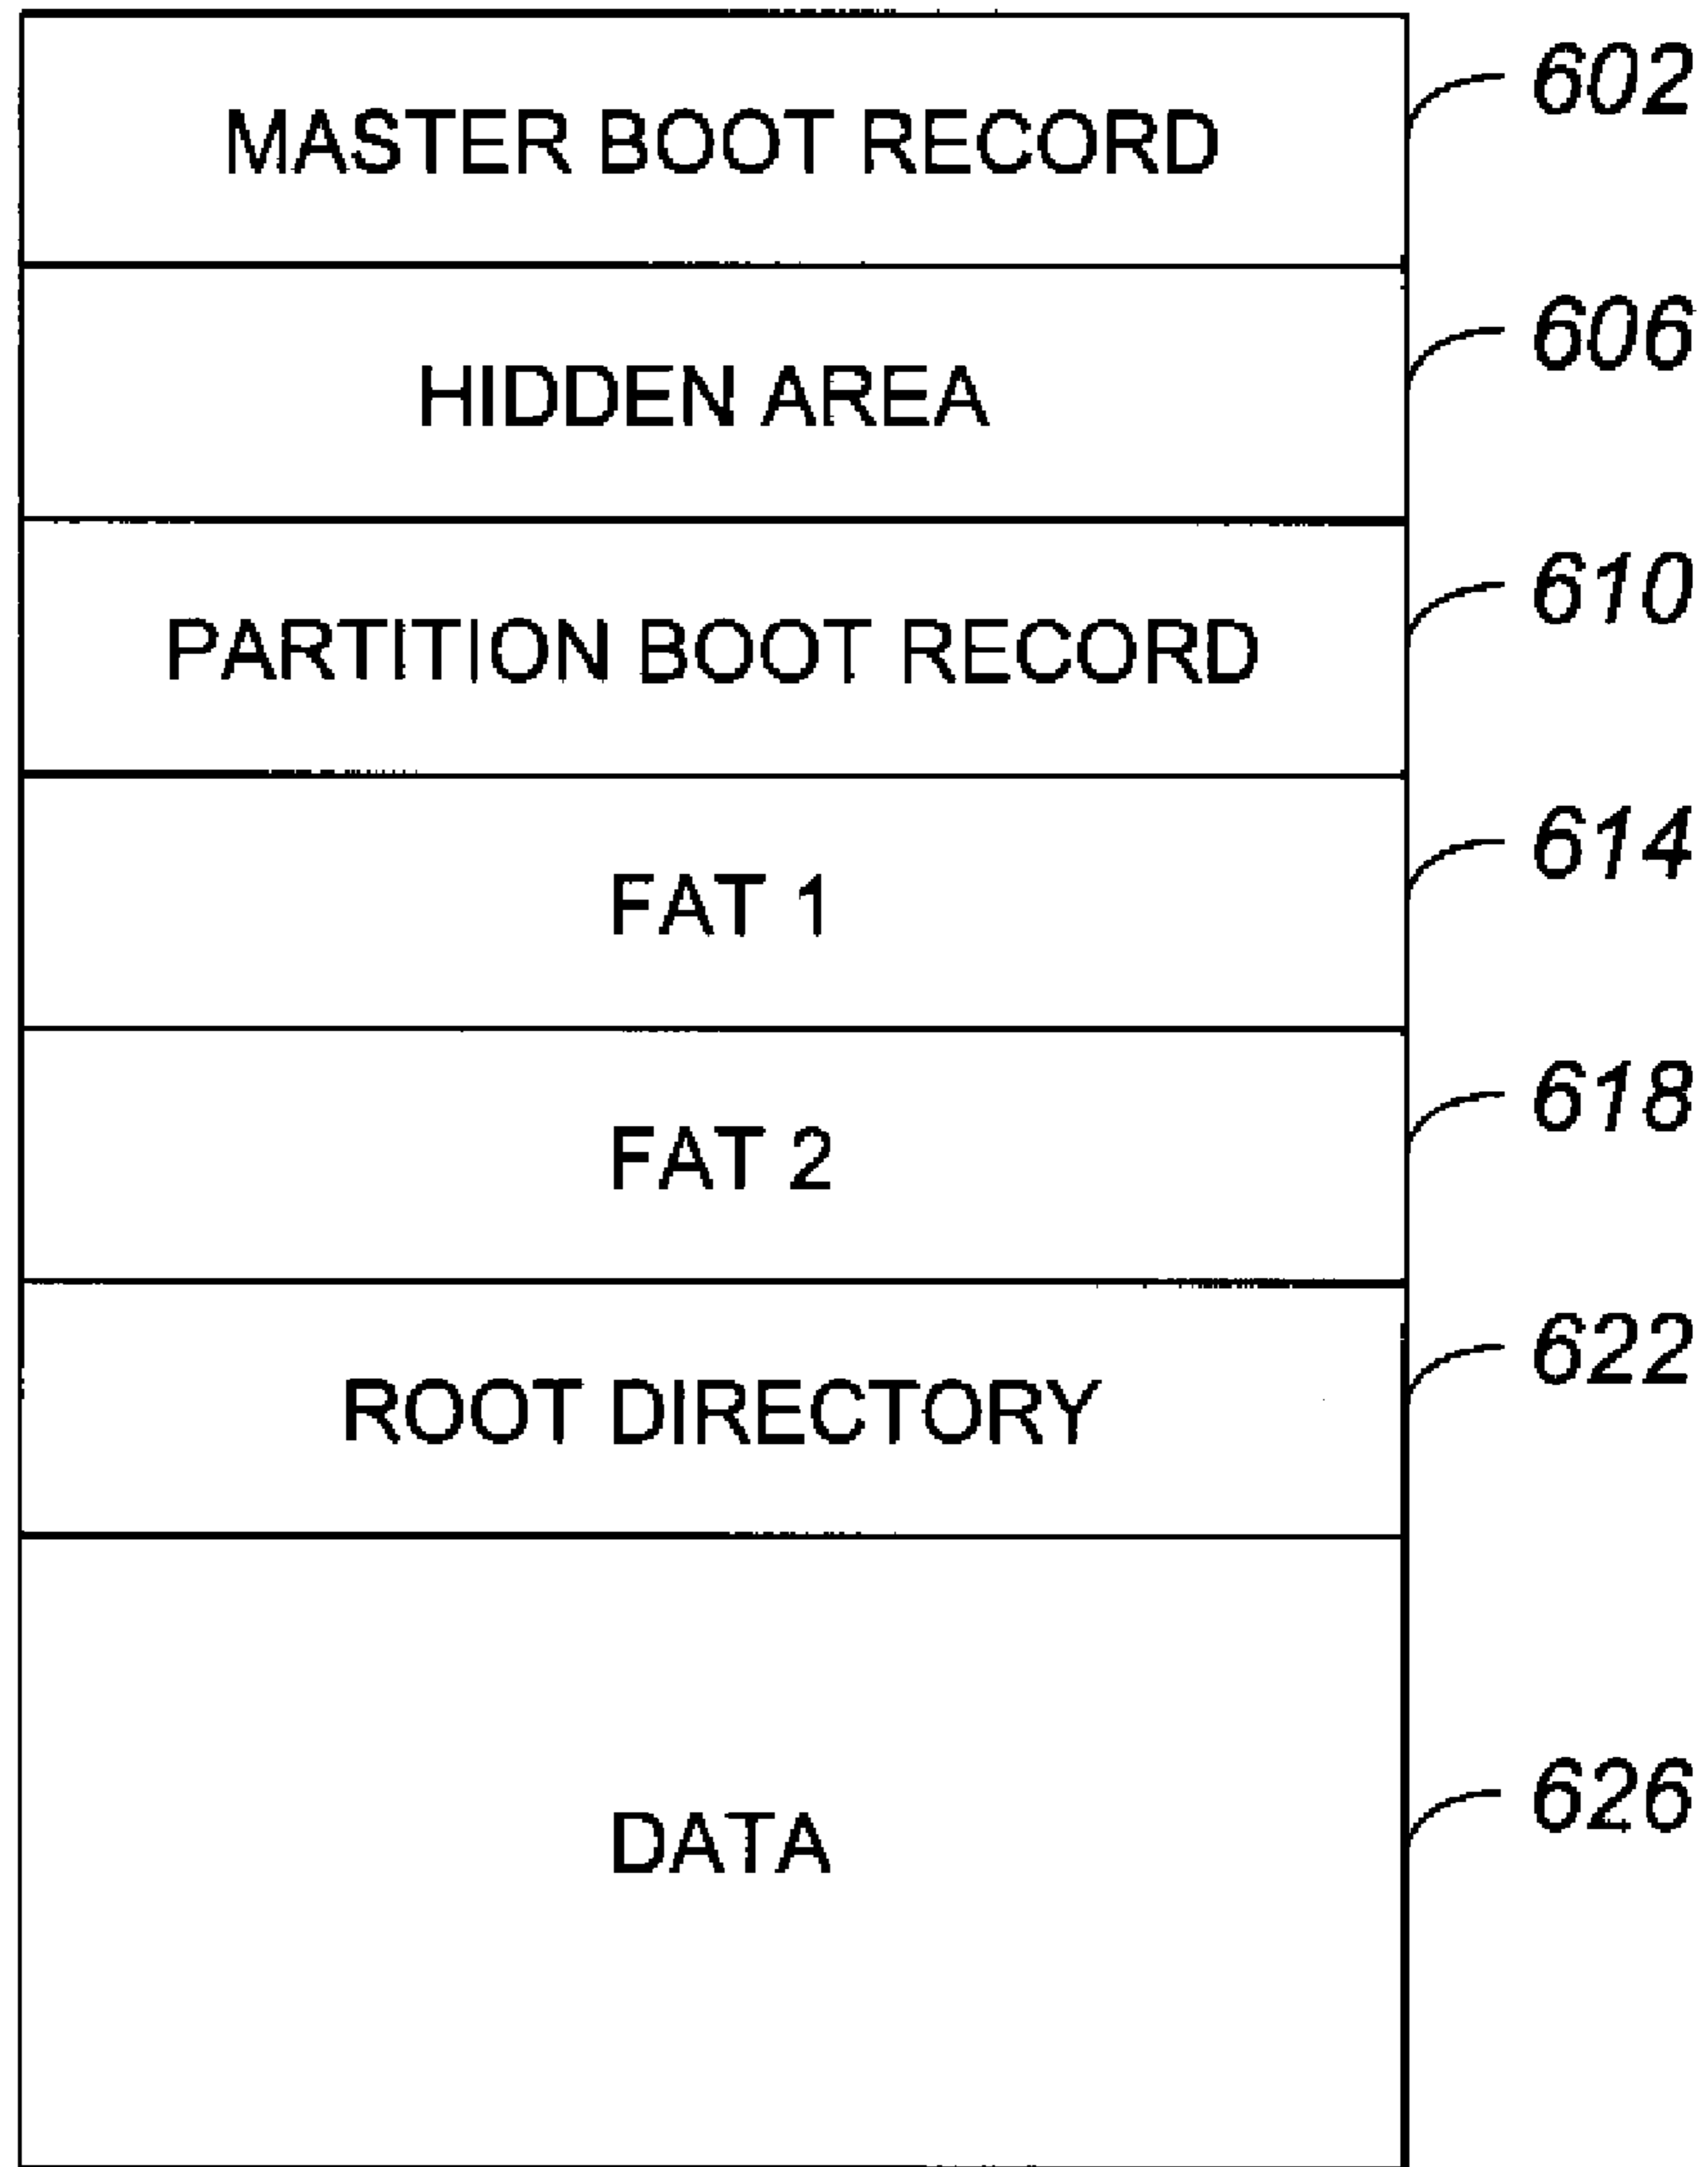 MASTER BOOT RECORD 602
HIDDEN AREA 606
PARTITION BOOT RECORD 610
FAT 1 614
FAT 2 618
ROOT DIRECTORY 622
DATA 626